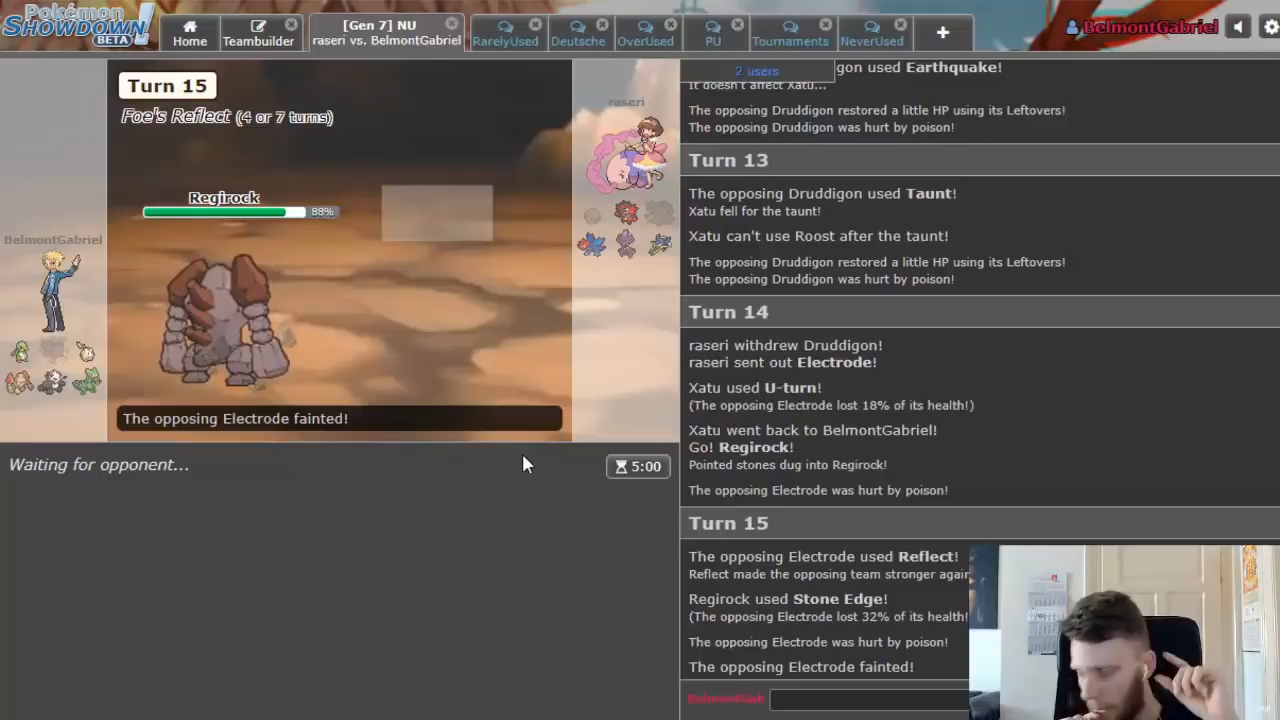 Pokémon
SHOWDOWN!
BETA
Home
Teambuilder
[Gen 7] NU
raseri vs. BelmontGabriel
RarelyUsed
Deutsche
OverUsed
PU
Tournaments
NeverUsed
+
BelmontGabriel
Turn 15
Foe's Reflect (4 or 7 turns)
Regirock
88%
BelmontGabriel
raseri
The opposing Electrode fainted!
Waiting for opponent...
5:00
2 users
gon used Earthquake!
It doesn't affect Xatu...
The opposing Druddigon restored a little HP using its Leftovers!
The opposing Druddigon was hurt by poison!
Turn 13
The opposing Druddigon used Taunt!
Xatu fell for the taunt!
Xatu can't use Roost after the taunt!
The opposing Druddigon restored a little HP using its Leftovers!
The opposing Druddigon was hurt by poison!
Turn 14
raseri withdrew Druddigon!
raseri sent out Electrode!
Xatu used U-turn!
(The opposing Electrode lost 18% of its health!)
Xatu went back to BelmontGabriel!
Go! Regirock!
Pointed stones dug into Regirock!
The opposing Electrode was hurt by poison!
Turn 15
The opposing Electrode used Reflect!
Reflect made the opposing team stronger again
Regirock used Stone Edge!
(The opposing Electrode lost 32% of its health!
The opposing Electrode was hurt by poison!
The opposing Electrode fainted!
BelmontGab